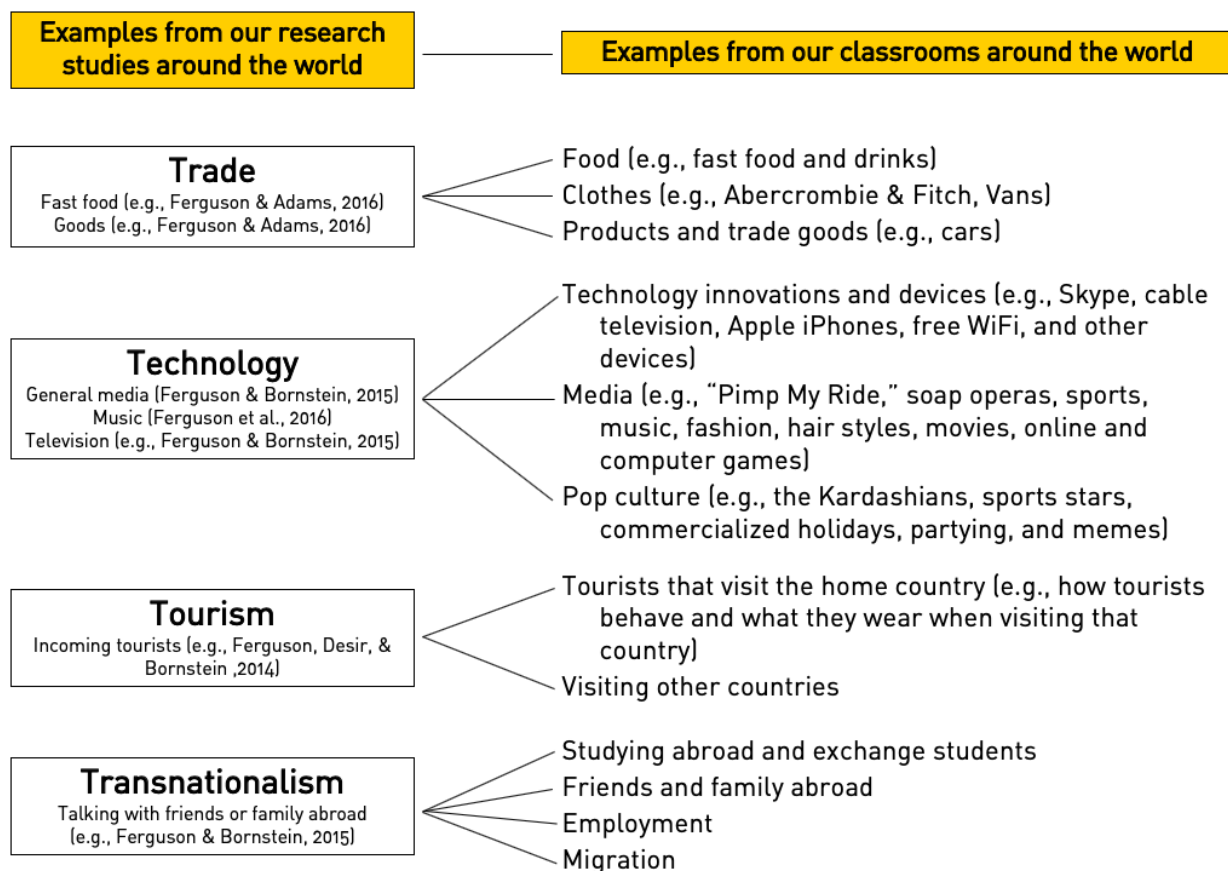 Examples from our research
studies around the world
Examples from our classrooms around the world
Trade
Fast food (e.g., Ferguson & Adams, 2016)
Goods (e.g., Ferguson & Adams, 2016)
Food (e.g., fast food and drinks)
Clothes (e.g., Abercrombie & Fitch, Vans)
Products and trade goods (e.g., cars)
Technology
General media (Ferguson & Bornstein, 2015)
Music (Ferguson et al., 2016)
Television (e.g., Ferguson & Bornstein, 2015)
Technology innovations and devices (e.g., Skype, cable
television, Apple iPhones, free WiFi, and other
devices)
Media (e.g., “Pimp My Ride,” soap operas, sports,
music, fashion, hair styles, movies, online and
computer games)
Pop culture (e.g., the Kardashians, sports stars,
commercialized holidays, partying, and memes)
Tourism
Incoming tourists (e.g., Ferguson, Desir, &
Bornstein ,2014)
Tourists that visit the home country (e.g., how tourists
behave and what they wear when visiting that
country)
Visiting other countries
Transnationalism
Talking with friends or family abroad
(e.g., Ferguson & Bornstein, 2015)
Studying abroad and exchange students
Friends and family abroad
Employment
Migration